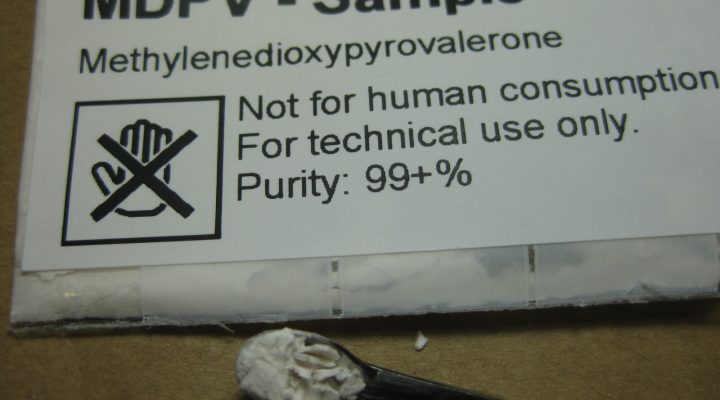 MDPV - Sample
Methylenedioxypyrovalerone
Not for human consumption
For technical use only.
Purity: 99+%